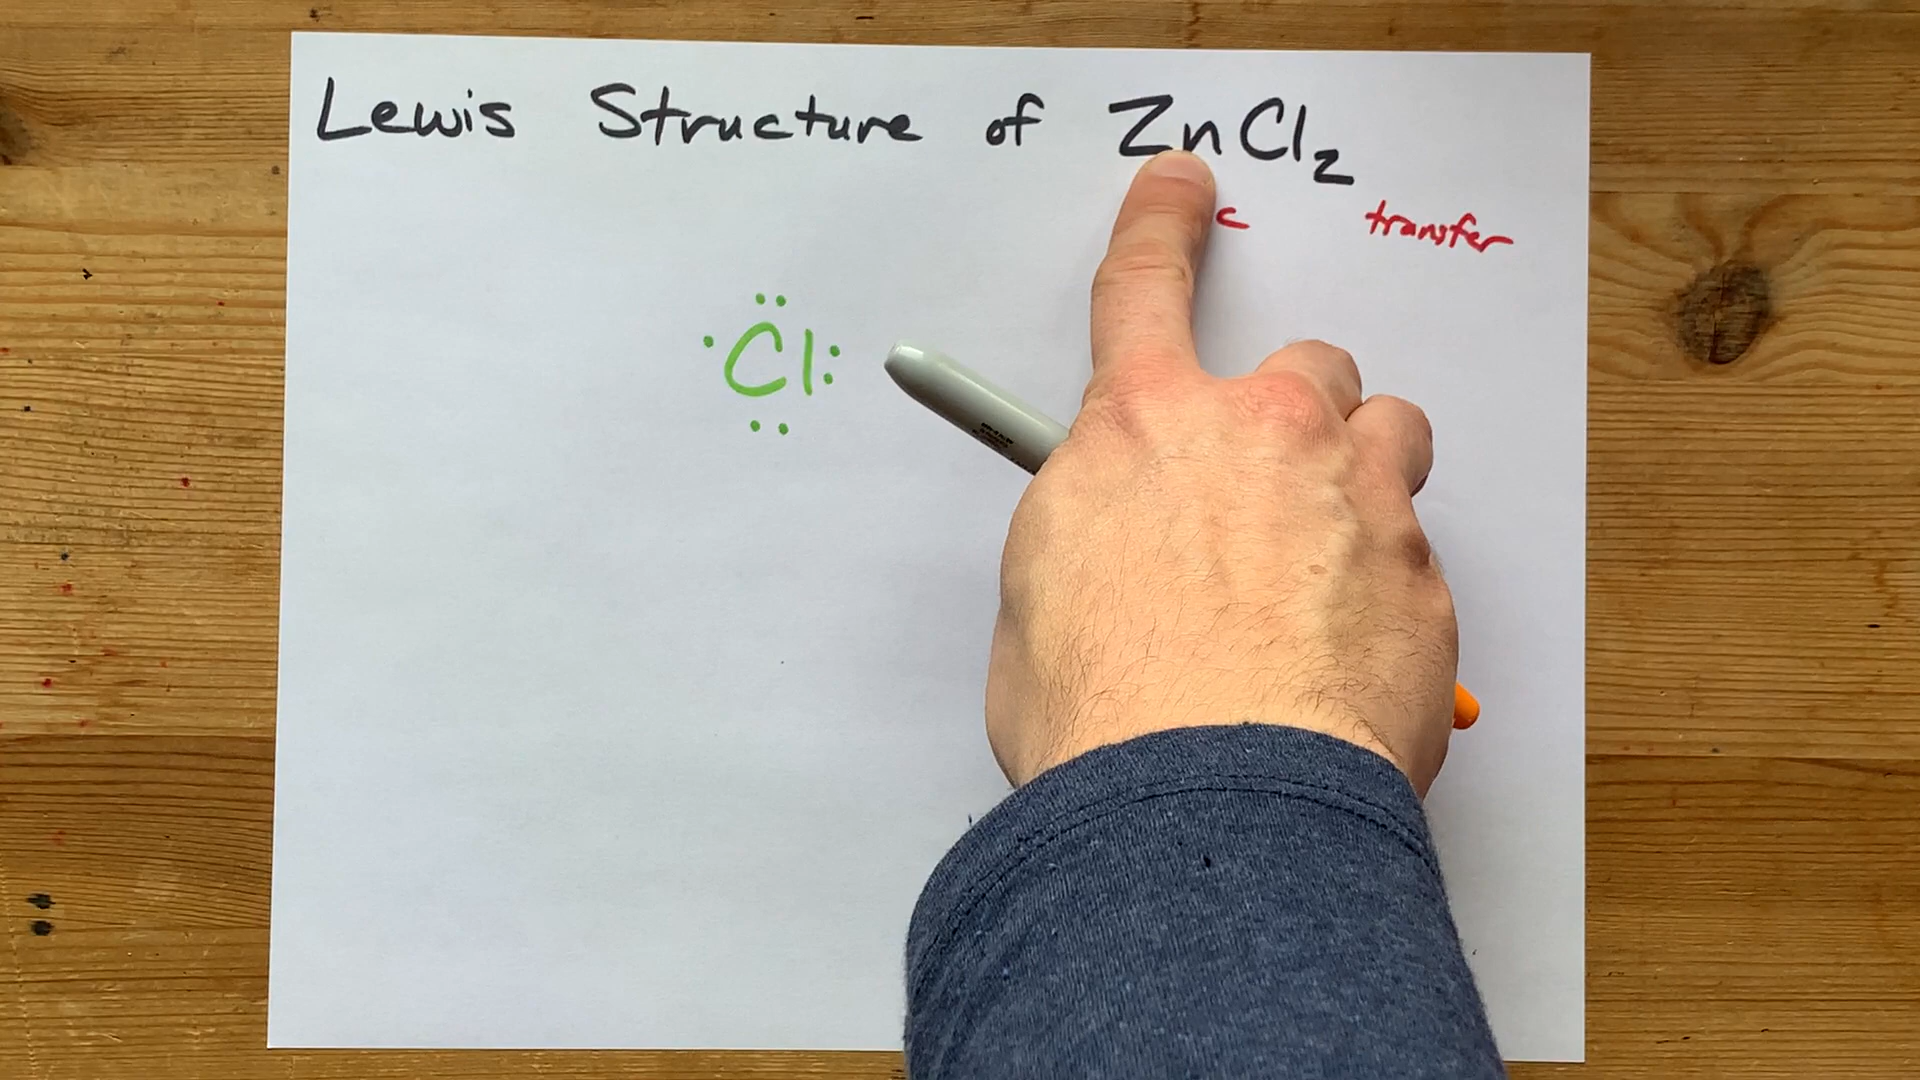 Lewis Structure of ZnCl₂
c transfer
Cl